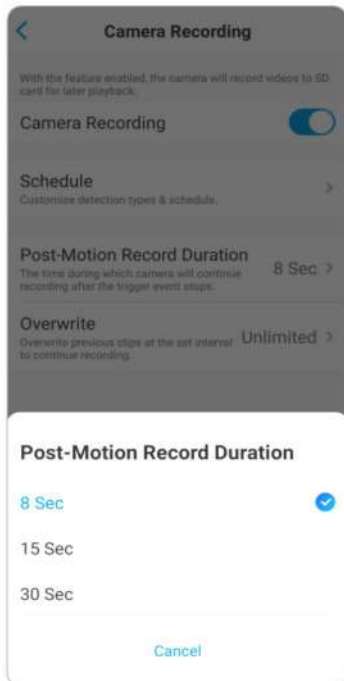 Camera Recording
With the feature enabled, the camera will record videos to SD
card for later playback.
Camera Recording
Schedule
Customize detection types & schedule.
Post-Motion Record Duration
The time during which camera will continue
recording after the trigger event stops.
8 Sec
Overwrite
Overwrite previous clips at the set interval
to continue recording.
Unlimited
Post-Motion Record Duration
8 Sec
15 Sec
30 Sec
Cancel